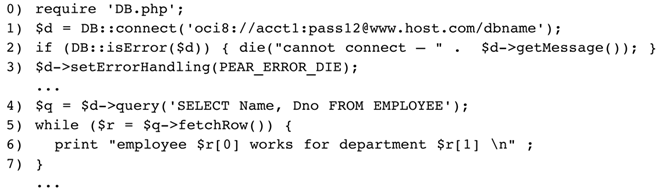 0) require 'DB.php';
1) $d = DB::connect('oci8://acct1:pass12@www.host.com/dbname');
2) if (DB::isError($d)) { die("cannot connect – " . $d->getMessage()); }
3) $d->setErrorHandling(PEAR_ERROR_DIE);
...
4) $q = $d->query('SELECT Name, Dno FROM EMPLOYEE');
5) while ($r = $q->fetchRow()) {
6) print "employee $r[0] works for department $r[1] \n" ;
7) }
...